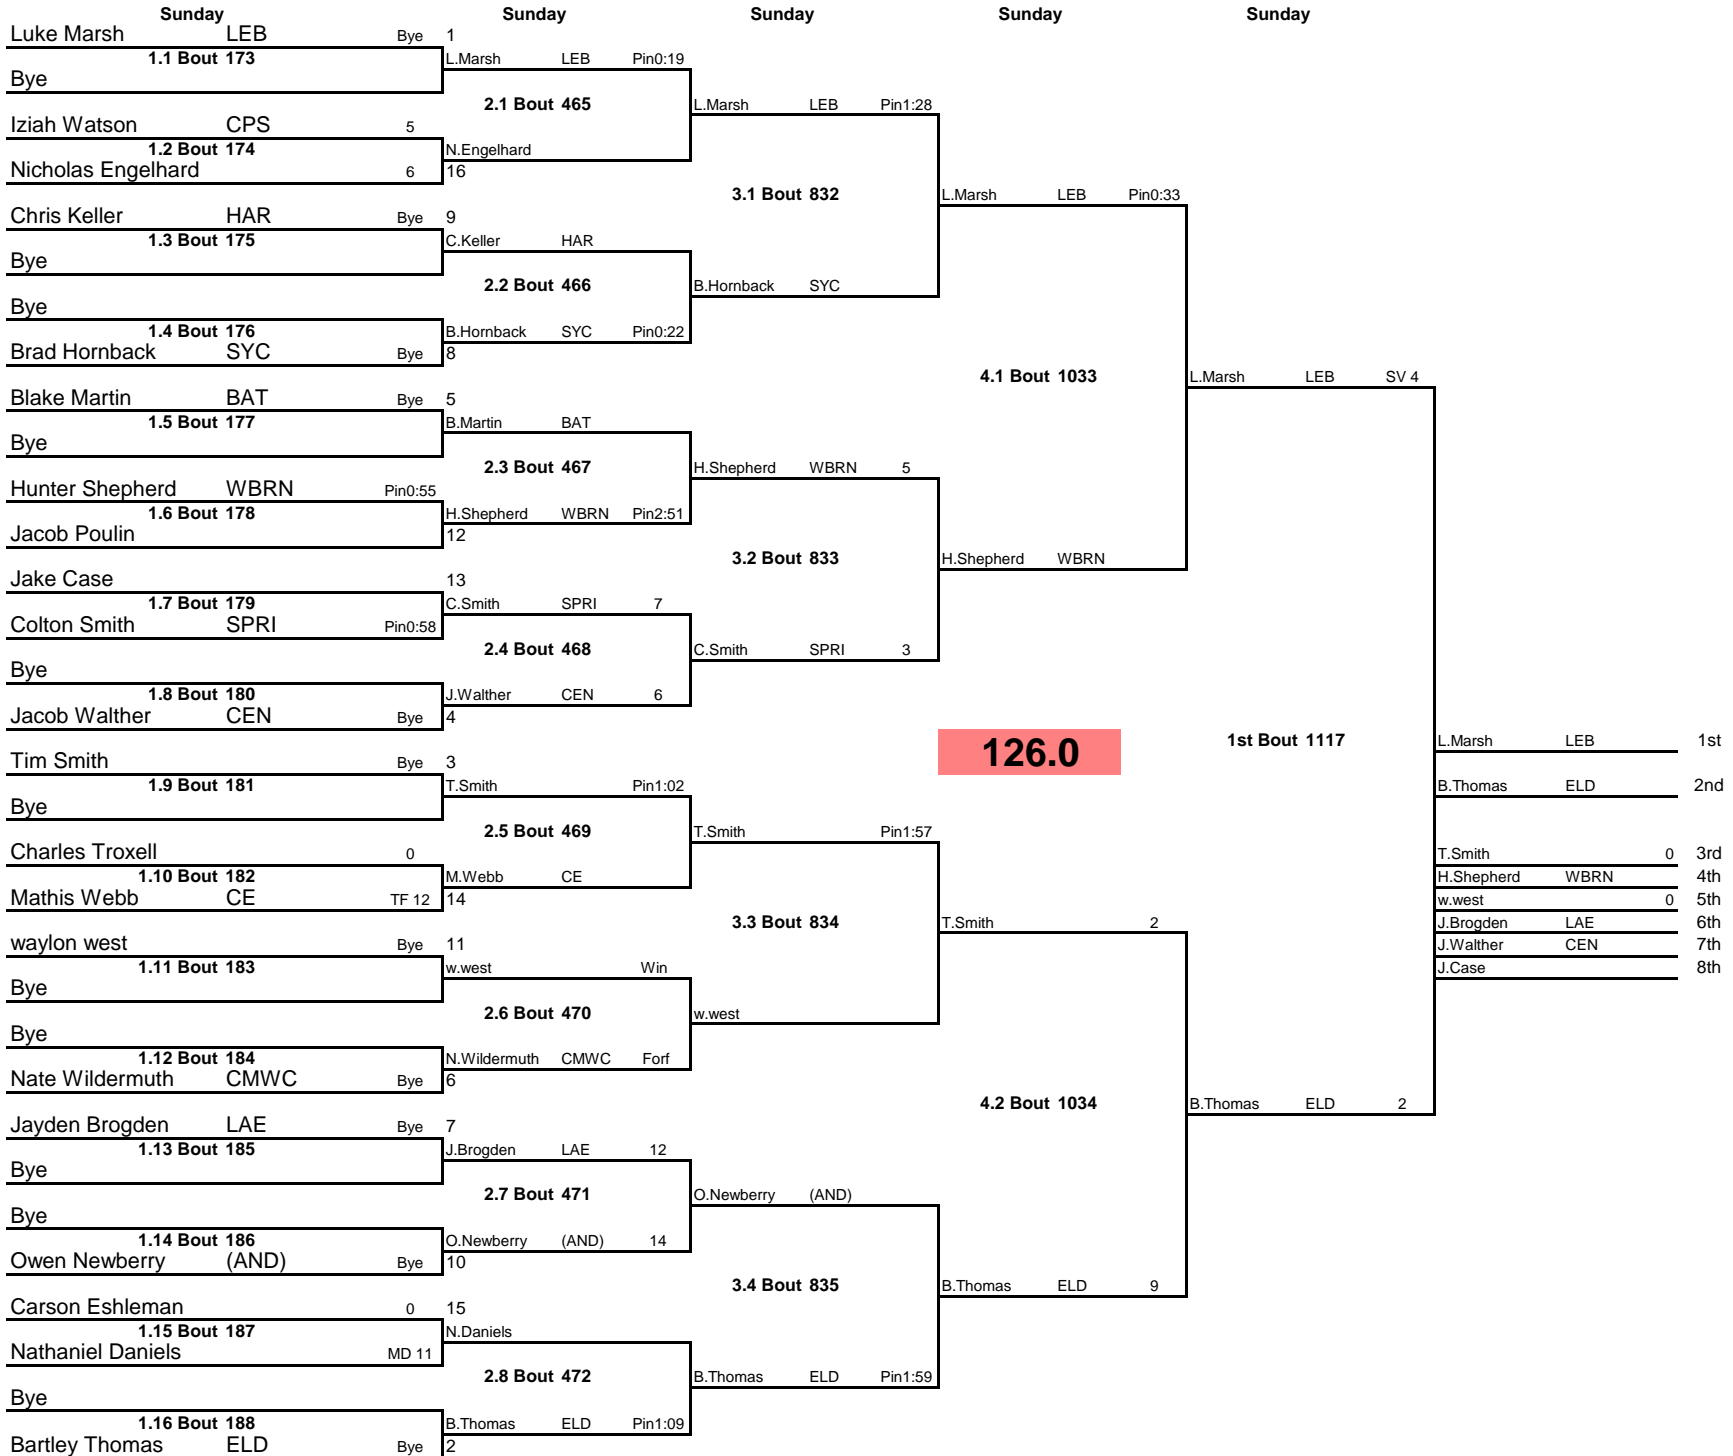 Sunday Sunday Sunday Sunday Sunday
Luke Marsh LEB Bye 1
1.1 Bout 173 L.Marsh LEB Pin0:19
Bye
2.1 Bout 465 L.Marsh LEB Pin1:28
Iziah Watson CPS 5
1.2 Bout 174 N.Engelhard
Nicholas Engelhard 6 16
3.1 Bout 832 L.Marsh LEB Pin0:33
Chris Keller HAR Bye 9
1.3 Bout 175 C.Keller HAR
Bye
2.2 Bout 466 B.Hornback SYC
Bye
1.4 Bout 176 B.Hornback SYC Pin0:22
Brad Hornback SYC Bye 8
4.1 Bout 1033 L.Marsh LEB SV 4
Blake Martin BAT Bye 5
1.5 Bout 177 B.Martin BAT
Bye
2.3 Bout 467 H.Shepherd WBRN 5
Hunter Shepherd WBRN Pin0:55
1.6 Bout 178 H.Shepherd WBRN Pin2:51
Jacob Poulin 12
3.2 Bout 833 H.Shepherd WBRN
Jake Case 13
1.7 Bout 179 C.Smith SPRI 7
Colton Smith SPRI Pin0:58
2.4 Bout 468 C.Smith SPRI 3
Bye
1.8 Bout 180 J.Walther CEN 6
Jacob Walther CEN Bye 4
126.0 1st Bout 1117 L.Marsh LEB 1st
Tim Smith Bye 3
1.9 Bout 181 T.Smith Pin1:02 B.Thomas ELD 2nd
Bye
2.5 Bout 469 T.Smith Pin1:57
Charles Troxell 0 T.Smith 0 3rd
1.10 Bout 182 M.Webb CE H.Shepherd WBRN 4th
Mathis Webb CE TF 12 14 w.west 0 5th
3.3 Bout 834 T.Smith 2 J.Brogden LAE 6th
waylon west Bye 11 J.Walther CEN 7th
1.11 Bout 183 w.west Win J.Case 8th
Bye
2.6 Bout 470 w.west
Bye
1.12 Bout 184 N.Wildermuth CMWC Forf
Nate Wildermuth CMWC Bye 6
4.2 Bout 1034 B.Thomas ELD 2
Jayden Brogden LAE Bye 7
1.13 Bout 185 J.Brogden LAE 12
Bye
2.7 Bout 471 O.Newberry (AND)
Bye
1.14 Bout 186 O.Newberry (AND) 14
Owen Newberry (AND) Bye 10
3.4 Bout 835 B.Thomas ELD 9
Carson Eshleman 0 15
1.15 Bout 187 N.Daniels
Nathaniel Daniels MD 11
2.8 Bout 472 B.Thomas ELD Pin1:59
Bye
1.16 Bout 188 B.Thomas ELD Pin1:09
Bartley Thomas ELD Bye 2